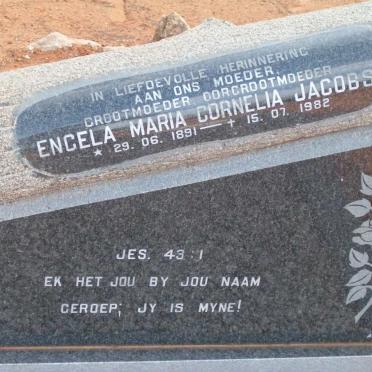 IN LIEFDEVOLLE HERINNERING
AAN ONS MOEDER,
GROOTMOEDER OORGROOTMOEDER
ENGELA MARIA CORNELIA JACOBS
* 29. 06. 1891 — + 15. 07. 1982
JES. 43:1
EK HET JOU BY JOU NAAM
GEROEP; JY IS MYNE!